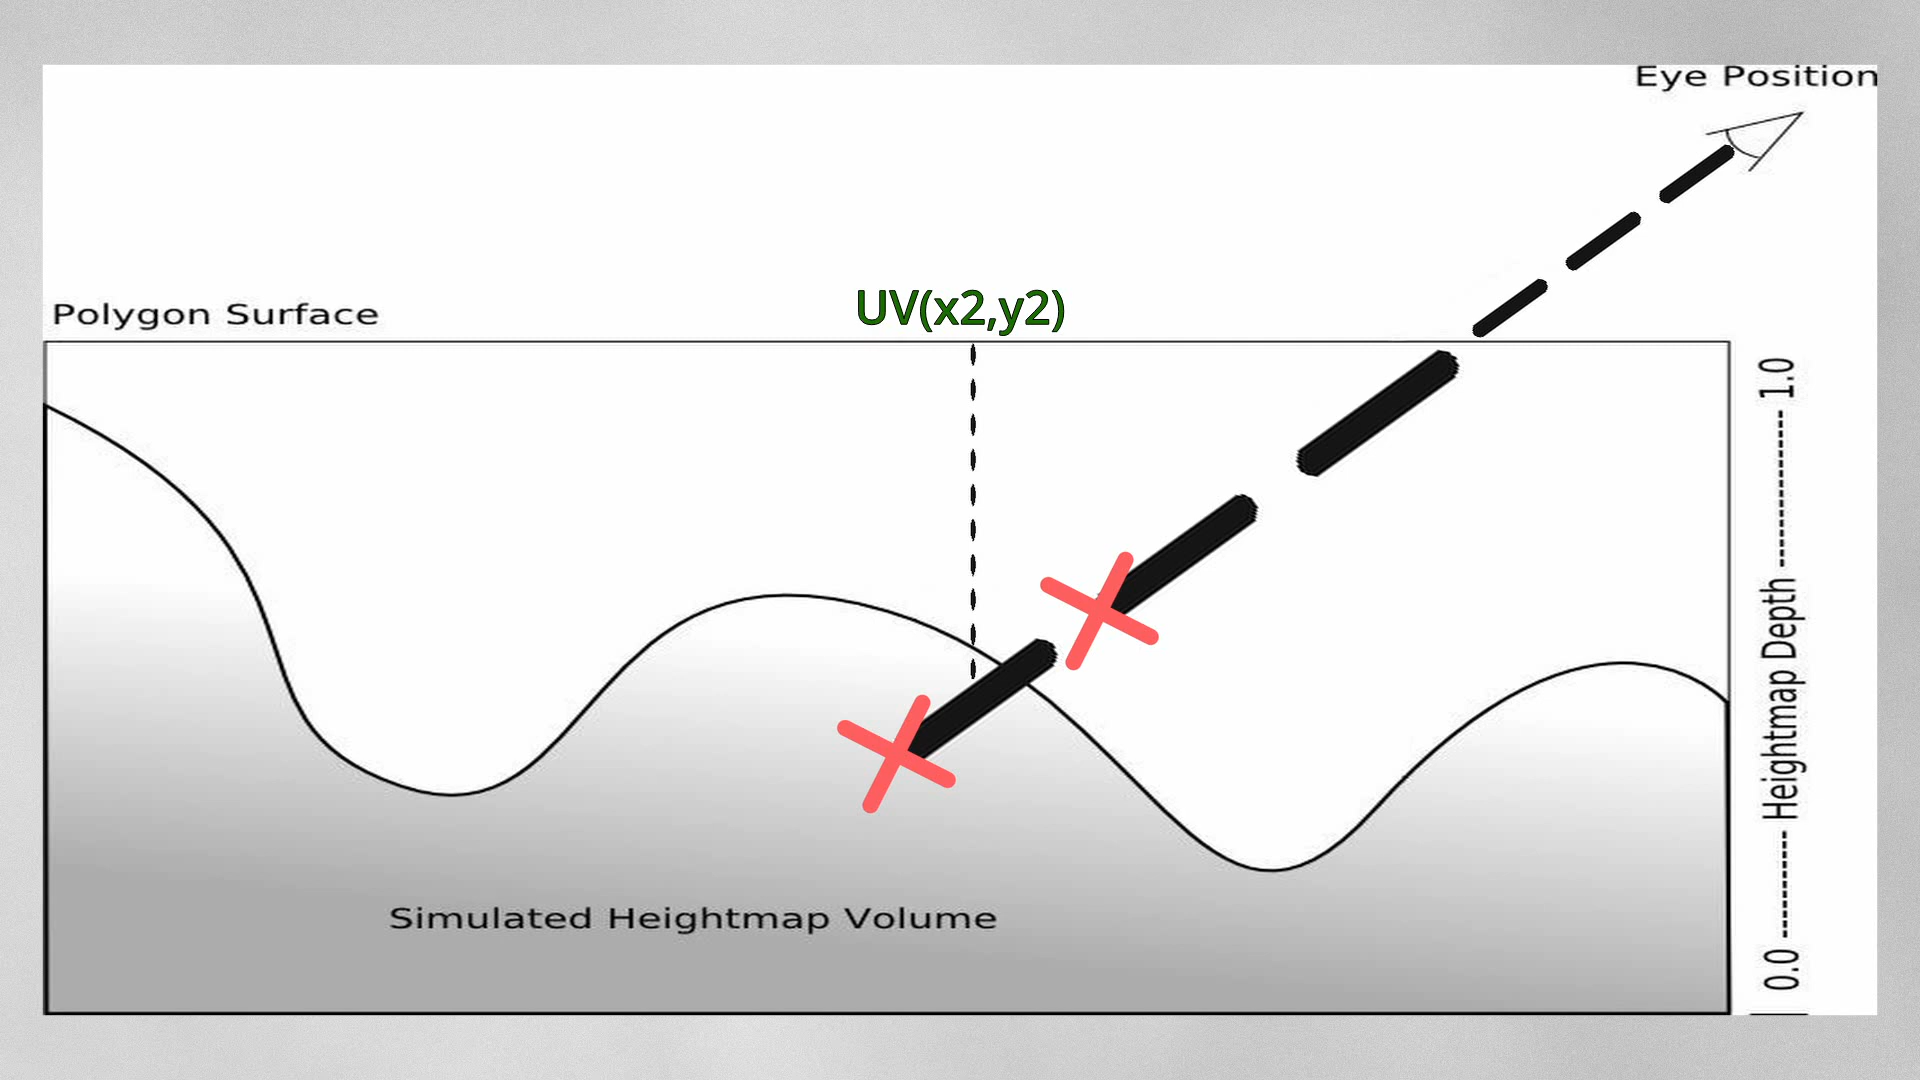 Eye Position
Polygon Surface
UV(x2,y2)
0.0 ---------- Heightmap Depth --------------- 1.0
Simulated Heightmap Volume